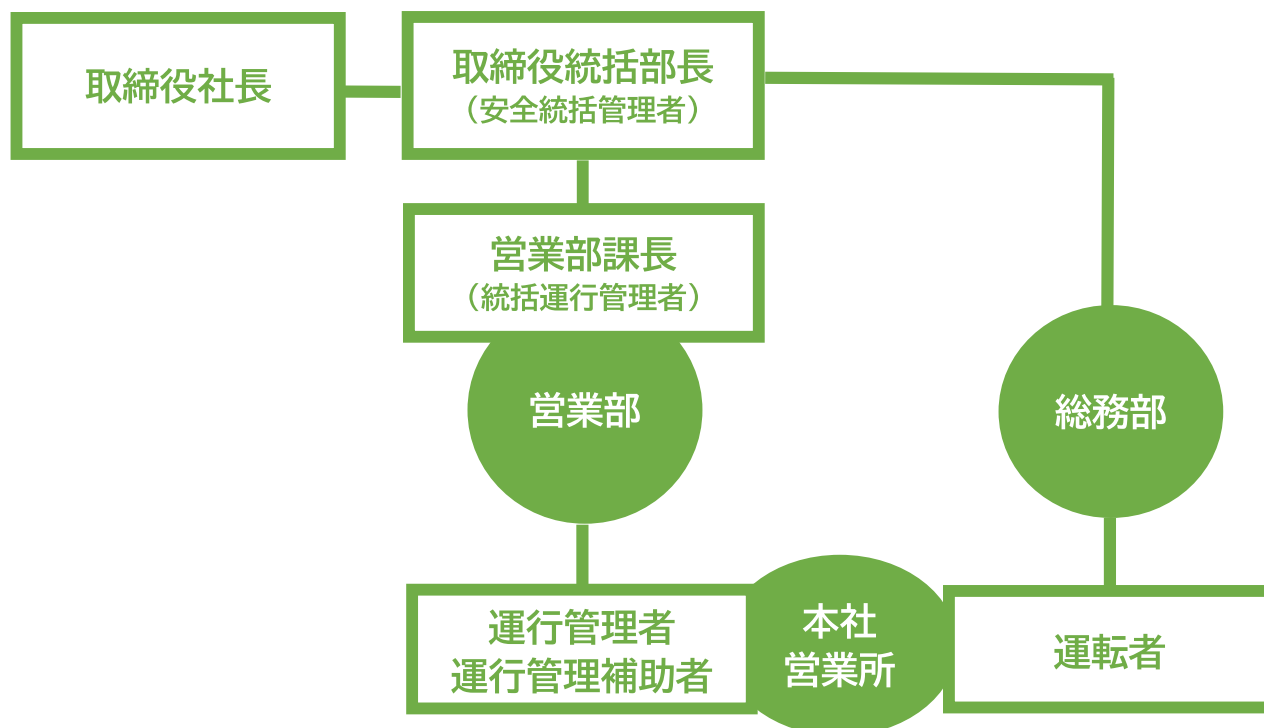 取締役社長
取締役統括部長
（安全統括管理者）
営業部課長
（統括運行管理者）
営業部
総務部
運行管理者
運行管理補助者
本社
営業所
運転者